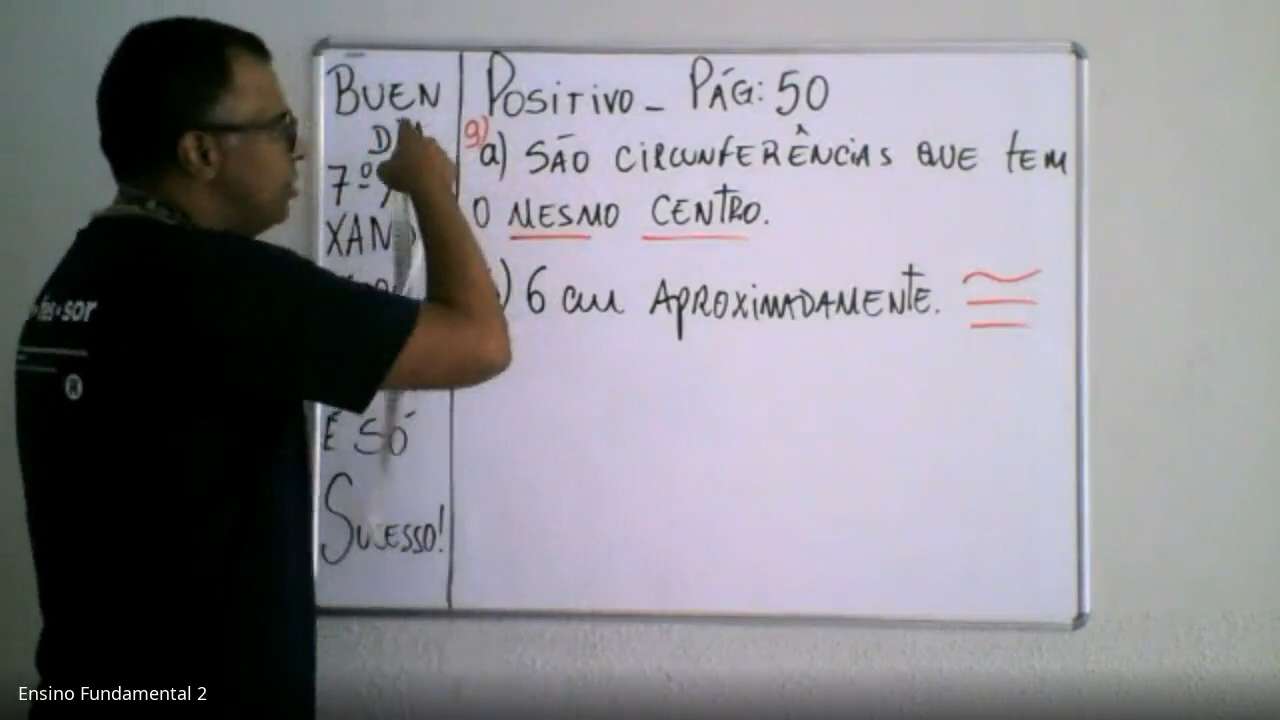 BUEN
7º
XAN
É SÓ
SUCESSO!
POSITIVO - PÁG: 50
9)
a) SÃO CIRCUNFERÊNCIAS QUE TEM
O MESMO CENTRO.
) 6 cm APROXIMADAMENTE. ≅
sor
Ensino Fundamental 2